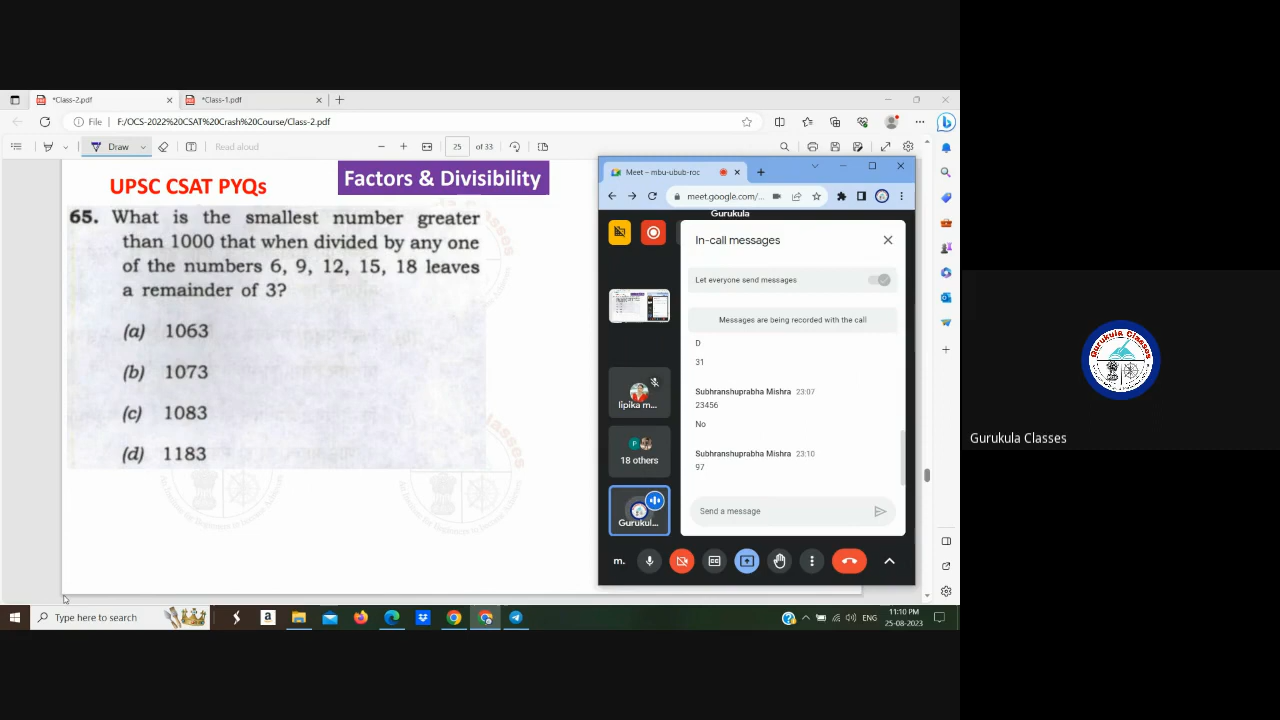 *Class-2.pdf
*Class-1.pdf
File
F:/OCS-2022%20CSAT%20Crash%20Course/Class-2.pdf
Draw
Read aloud
25
of 33
UPSC CSAT PYQs
Factors & Divisibility
65. What is the smallest number greater
than 1000 that when divided by any one
of the numbers 6, 9, 12, 15, 18 leaves
a remainder of 3?
(a) 1063
(b) 1073
(c) 1083
(d) 1183
Meet – mbu-ubub-roc
meet.google.com/
Gurukula
In-call messages
Let everyone send messages
Messages are being recorded with the call
D
31
Subhranshuprabha Mishra 23:07
23456
No
Subhranshuprabha Mishra 23:10
97
Send a message
lipika m...
18 others
Gurukul...
m.
Type here to search
ENG
11:10 PM
25-08-2023
Gurukula Classes
Gurukula Classes